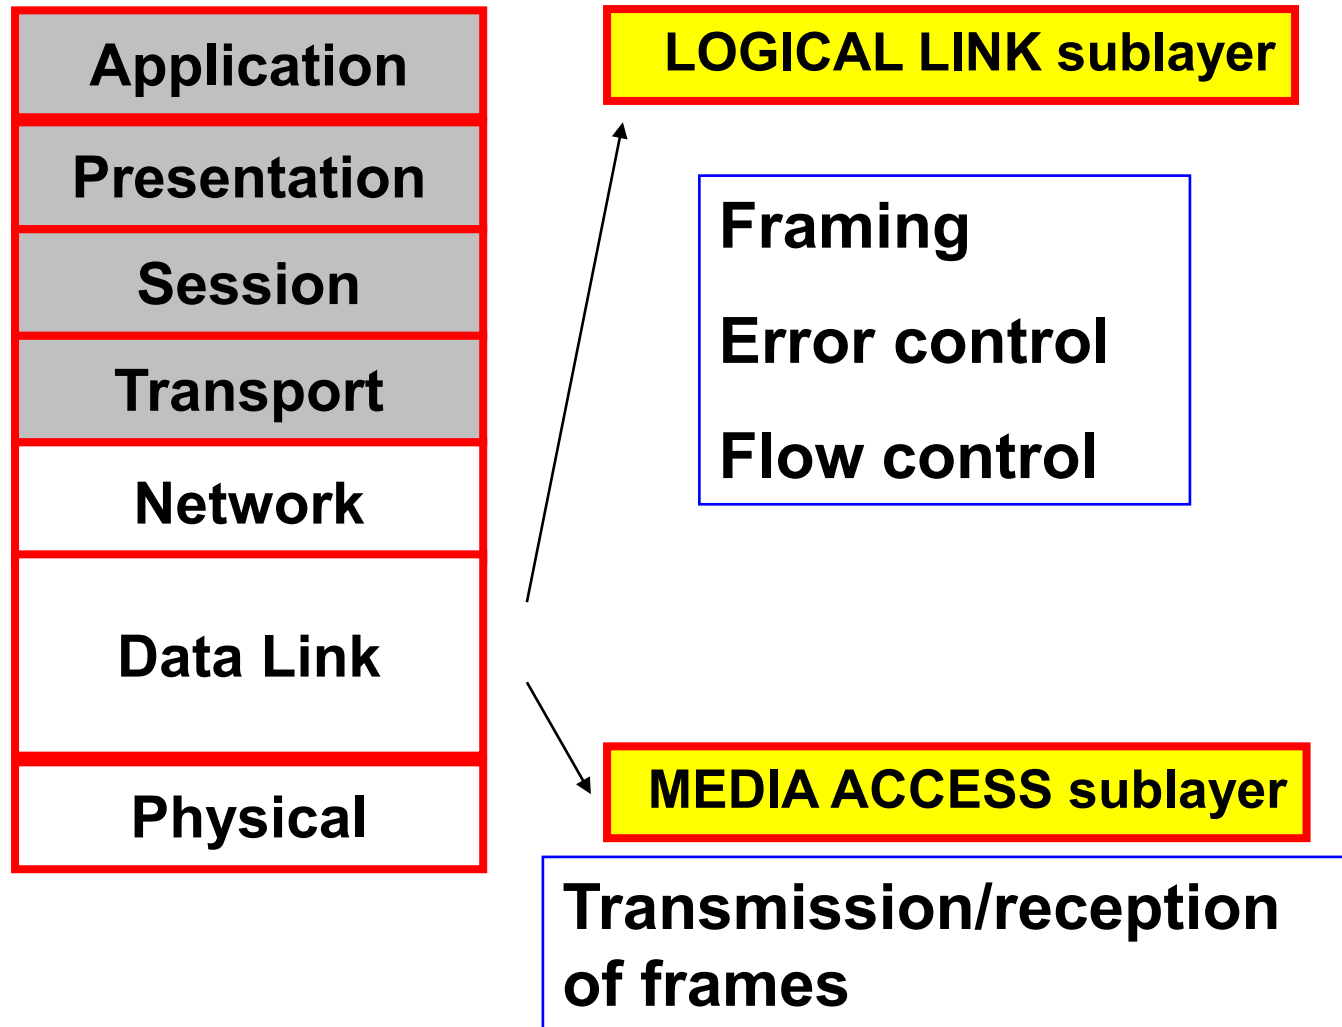 Application
Presentation
Session
Transport
Network
Data Link
Physical
LOGICAL LINK sublayer
Framing
Error control
Flow control
MEDIA ACCESS sublayer
Transmission/reception
of frames